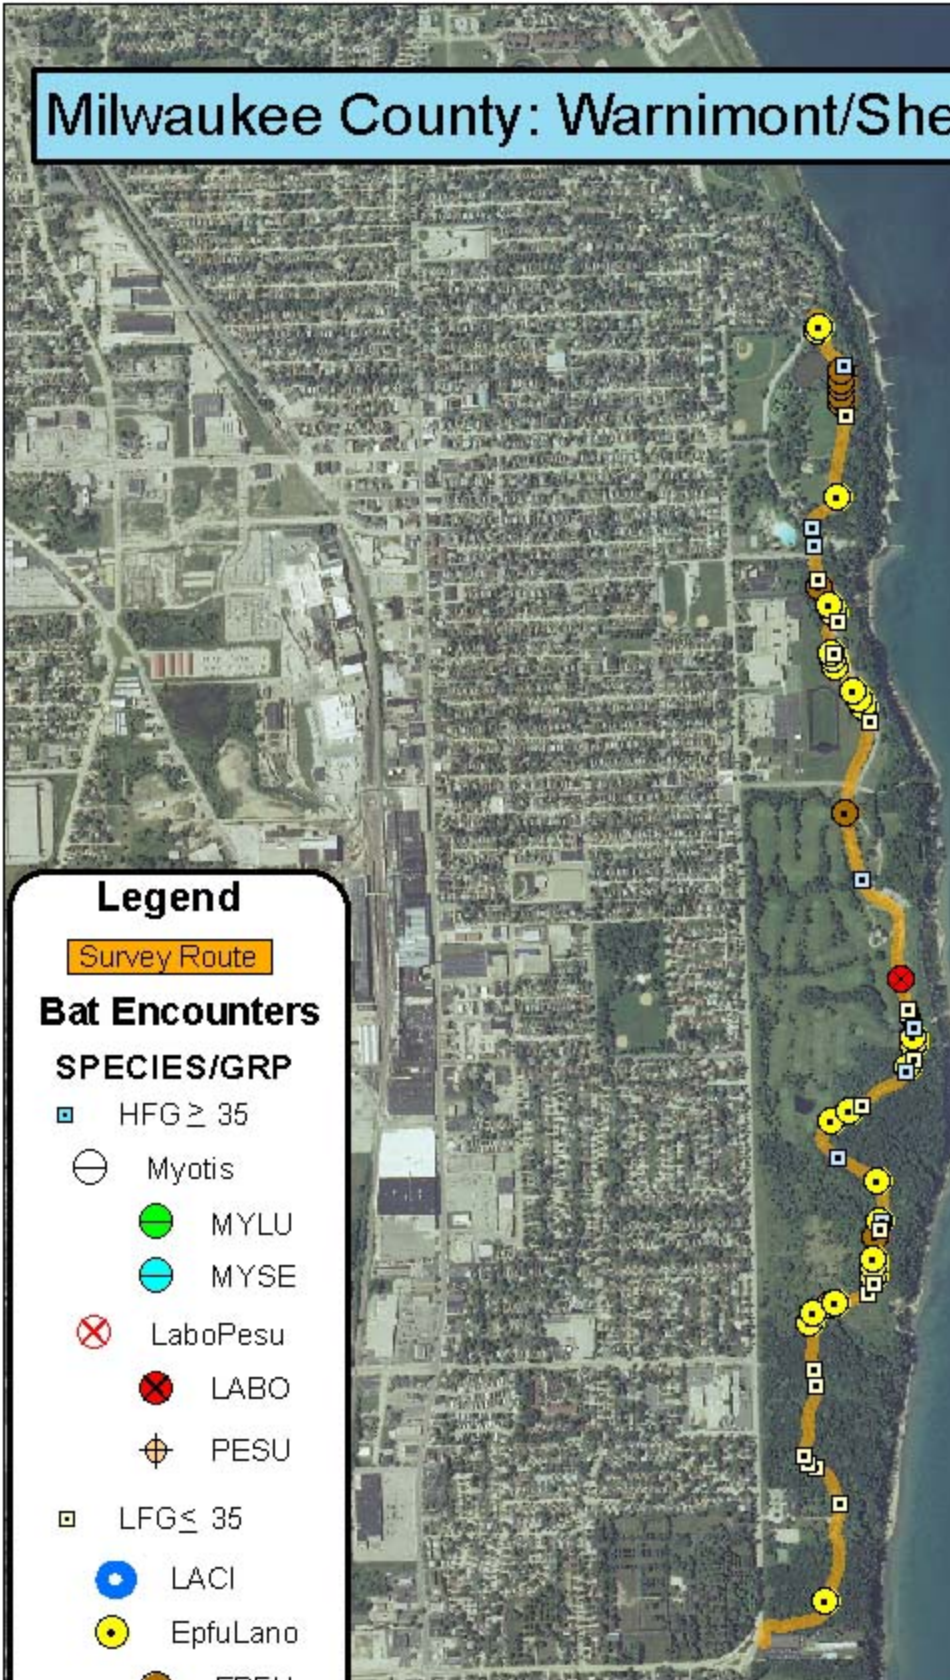 Milwaukee County: Warnimont/She
Legend
Survey Route
Bat Encounters
SPECIES/GRP
HFG ≥ 35
Myotis
MYLU
MYSE
LaboPesu
LABO
PESU
LFG ≤ 35
LACI
EpfuLano